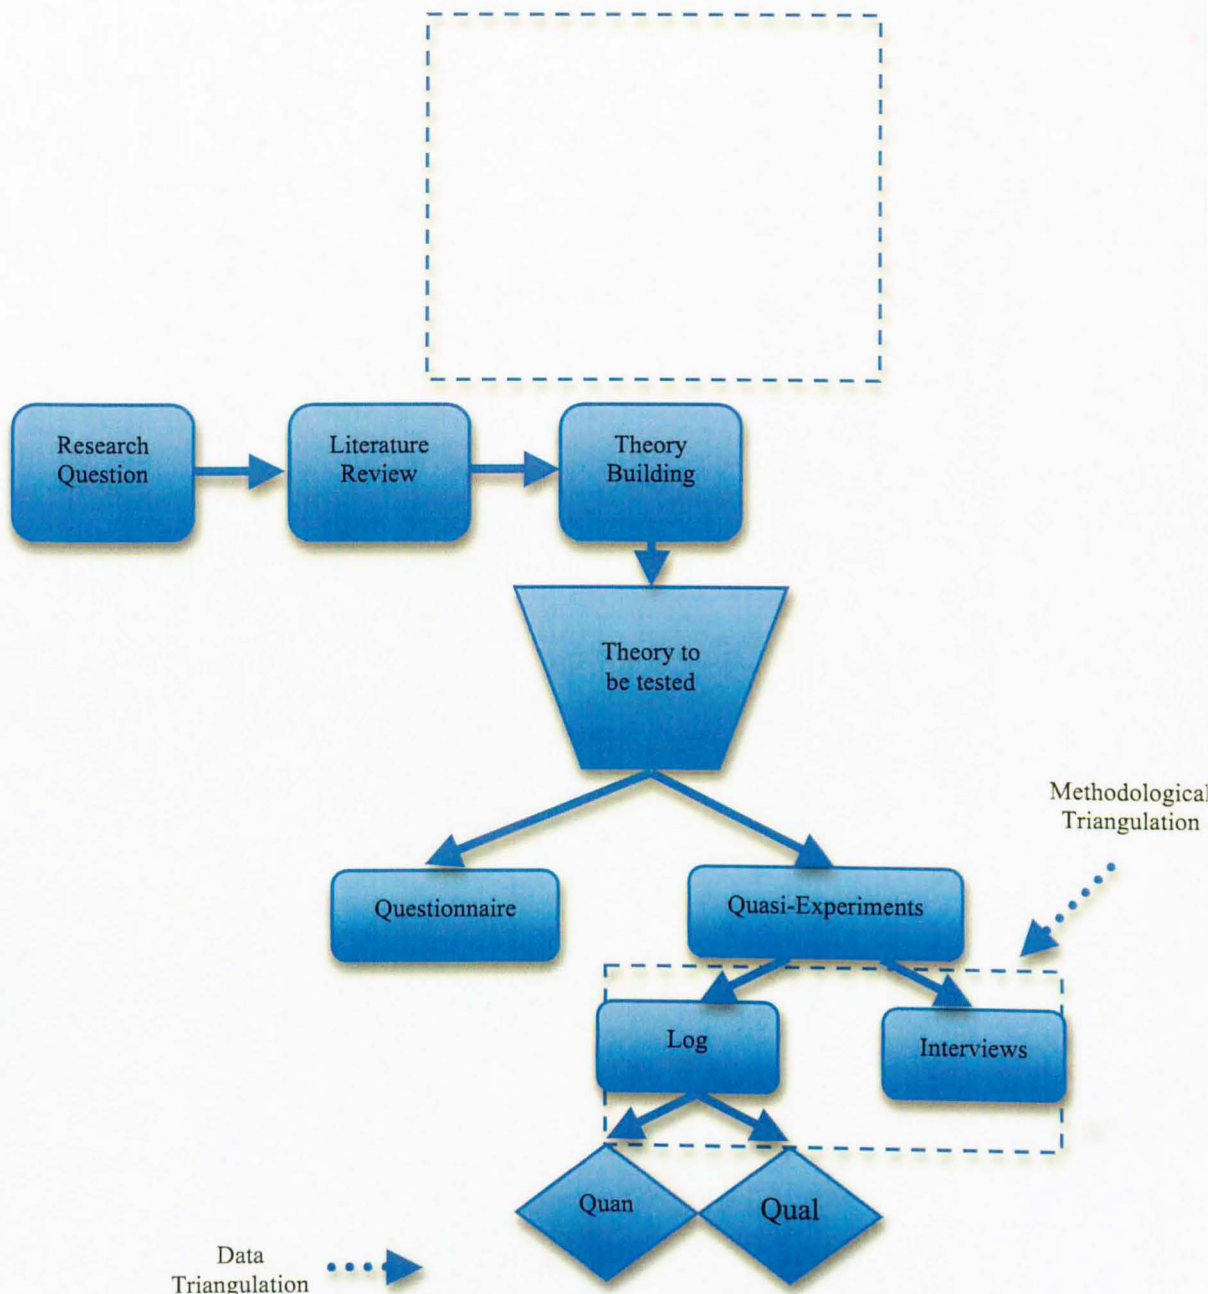 Research
Question
Literature
Review
Theory
Building
Theory to
be tested
Methodological
Triangulation
Questionnaire
Quasi-Experiments
Log
Interviews
Quan
Qual
Data
Triangulation